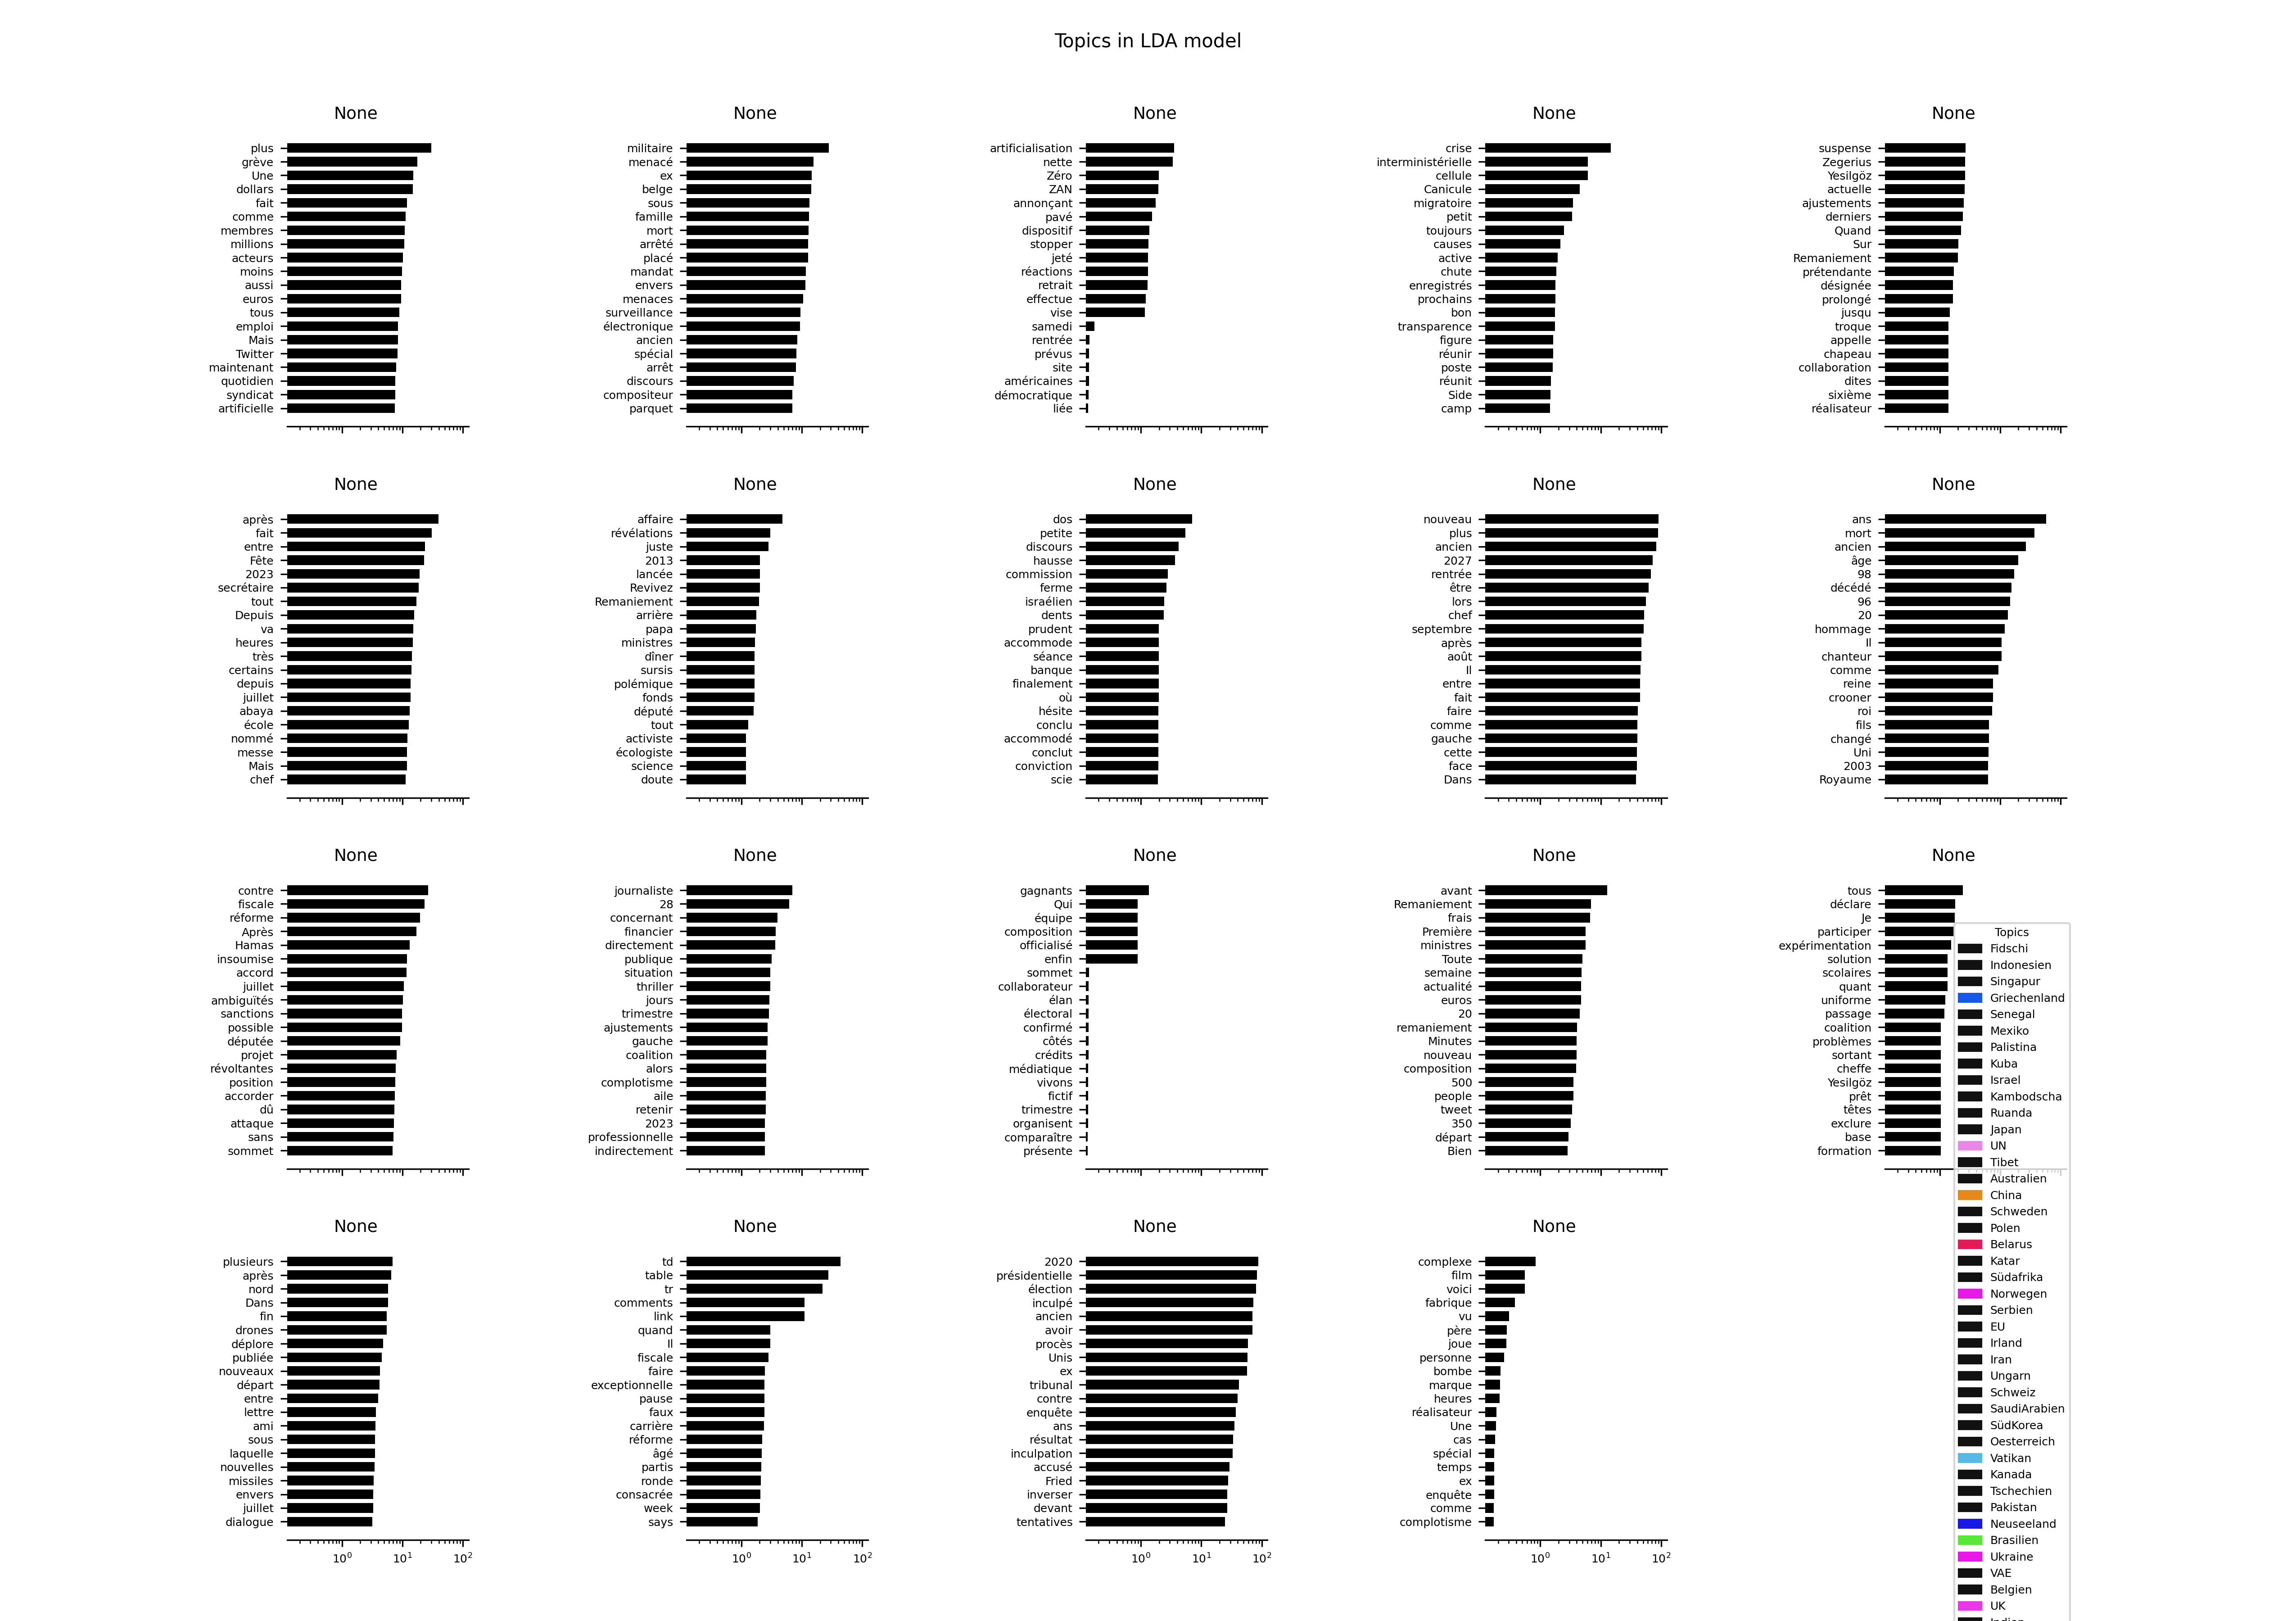 Topics in LDA model
None
plus
grève
Une
dollars
fait
comme
membres
millions
acteurs
moins
aussi
euros
tous
emploi
Mais
Twitter
maintenant
quotidien
syndicat
artificielle
None
militaire
menacé
ex
belge
sous
famille
mort
arrêté
placé
mandat
envers
menaces
surveillance
électronique
ancien
spécial
arrêt
discours
compositeur
parquet
None
artificialisation
nette
Zéro
ZAN
annonçant
pavé
dispositif
stopper
jeté
réactions
retrait
effectue
vise
samedi
rentrée
prévus
site
américaines
démocratique
liée
None
crise
interministérielle
cellule
Canicule
migratoire
petit
toujours
causes
active
chute
enregistrés
prochains
bon
transparence
figure
réunir
poste
réunit
Side
camp
None
suspense
Zegerius
Yesilgöz
actuelle
ajustements
derniers
Quand
Sur
Remaniement
prétendante
désignée
prolongé
jusqu
troque
appelle
chapeau
collaboration
dites
sixième
réalisateur
None
après
fait
entre
Fête
2023
secrétaire
tout
Depuis
va
heures
très
certains
depuis
juillet
abaya
école
nommé
messe
Mais
chef
None
affaire
révélations
juste
2013
lancée
Revivez
Remaniement
arrière
papa
ministres
dîner
sursis
polémique
fonds
député
tout
activiste
écologiste
science
doute
None
dos
petite
discours
hausse
commission
ferme
israélien
dents
prudent
accommode
séance
banque
finalement
où
hésite
conclu
accommodé
conclut
conviction
scie
None
nouveau
plus
ancien
2027
rentrée
être
lors
chef
septembre
après
août
Il
entre
fait
faire
comme
gauche
cette
face
Dans
None
ans
mort
ancien
âge
98
décédé
96
20
hommage
Il
chanteur
comme
reine
crooner
roi
fils
changé
Uni
2003
Royaume
None
contre
fiscale
réforme
Après
Hamas
insoumise
accord
juillet
ambiguïtés
sanctions
possible
députée
projet
révoltantes
position
accorder
dû
attaque
sans
sommet
None
journaliste
28
concernant
financier
directement
publique
situation
thriller
jours
trimestre
ajustements
gauche
coalition
alors
complotisme
aile
retenir
2023
professionnelle
indirectement
None
gagnants
Qui
équipe
composition
officialisé
enfin
sommet
collaborateur
élan
électoral
confirmé
côtés
crédits
médiatique
vivons
fictif
trimestre
organisent
comparaître
présente
None
avant
Remaniement
frais
Première
ministres
Toute
semaine
actualité
euros
20
remaniement
Minutes
nouveau
composition
500
people
tweet
350
départ
Bien
None
tous
déclare
Je
participer
expérimentation
solution
scolaires
quant
uniforme
passage
coalition
problèmes
sortant
cheffe
Yesilgöz
prêt
têtes
exclure
base
formation
None
plusieurs
après
nord
Dans
fin
drones
déplore
publiée
nouveaux
départ
entre
lettre
ami
sous
laquelle
nouvelles
missiles
envers
juillet
dialogue
10⁰ 10¹ 10²
None
td
table
tr
comments
link
quand
Il
fiscale
faire
exceptionnelle
pause
faux
carrière
réforme
âgé
partis
ronde
consacrée
week
says
10⁰ 10¹ 10²
None
2020
présidentielle
élection
inculpé
ancien
avoir
procès
Unis
ex
tribunal
contre
enquête
ans
résultat
inculpation
accusé
Fried
inverser
devant
tentatives
10⁰ 10¹ 10²
None
complexe
film
voici
fabrique
vu
père
joue
personne
bombe
marque
heures
réalisateur
Une
cas
spécial
temps
ex
enquête
comme
complotisme
10⁰ 10¹ 10²
Topics
Fidschi
Indonesien
Singapur
Griechenland
Senegal
Mexiko
Palistina
Kuba
Israel
Kambodscha
Ruanda
Japan
UN
Tibet
Australien
China
Schweden
Polen
Belarus
Katar
Südafrika
Norwegen
Serbien
EU
Irland
Iran
Ungarn
Schweiz
SaudiArabien
SüdKorea
Oesterreich
Vatikan
Kanada
Tschechien
Pakistan
Neuseeland
Brasilien
Ukraine
VAE
Belgien
UK